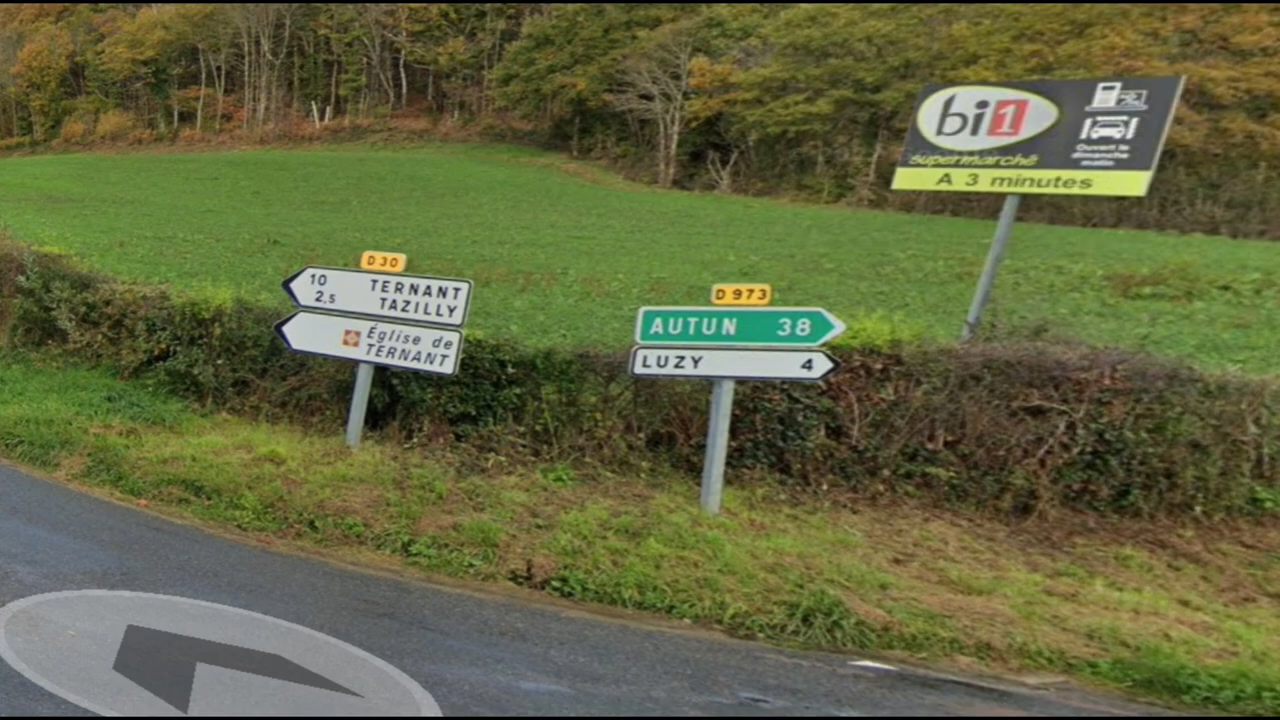 D 30
10 TERNANT
2,5 TAZILLY
Église de
TERNANT
D 973
AUTUN 38
LUZY 4
bi1
supermarché
Ouvert le
dimanche
matin
A 3 minutes